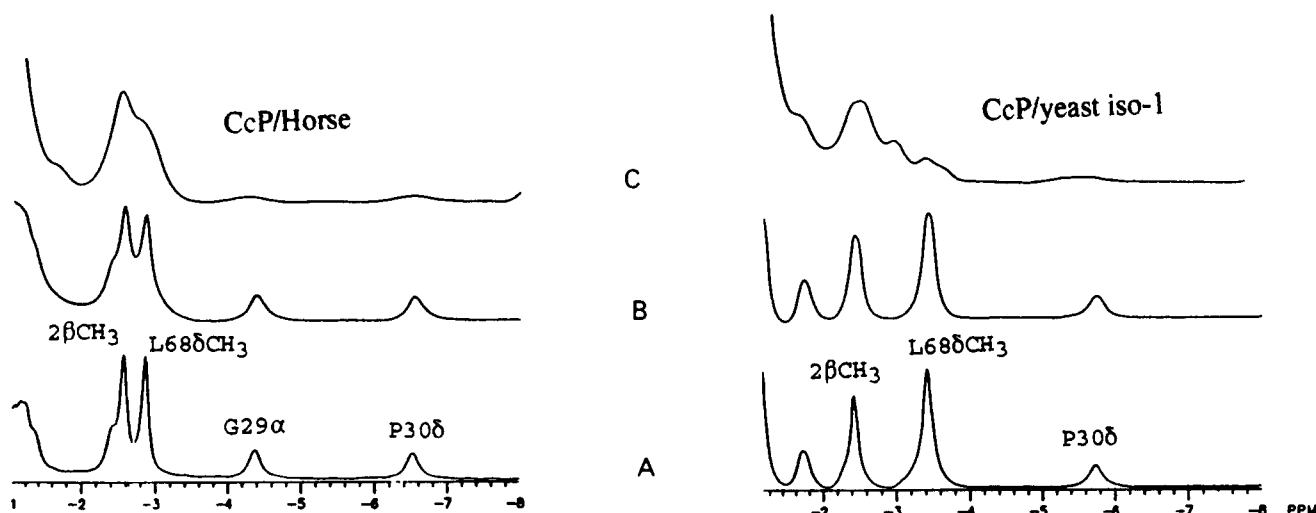 CcP/Horse
CcP/yeast iso-1
C
B
2βCH3
L68δCH3
G29α
P30δ
A
2βCH3
L68δCH3
P30δ
1 -2 -3 -4 -5 -6 -7 -8
-2 -3 -4 -5 -6 -7 -8 PPM